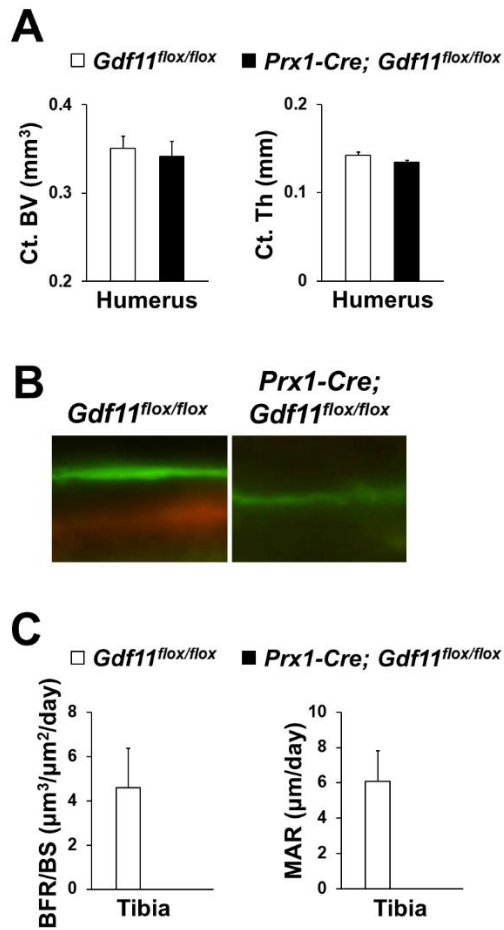 A
Gdf11flox/flox Prx1-Cre; Gdf11flox/flox
Ct. BV (mm3)
0.4
0.3
0.2
Humerus
Ct. Th (mm)
0.2
0.1
0
Humerus
B
Gdf11flox/flox
Prx1-Cre;
Gdf11flox/flox
C
Gdf11flox/flox Prx1-Cre; Gdf11flox/flox
BFR/BS (µm3/µm2/day)
8
6
4
2
0
Tibia
MAR (µm/day)
10
8
6
4
2
0
Tibia